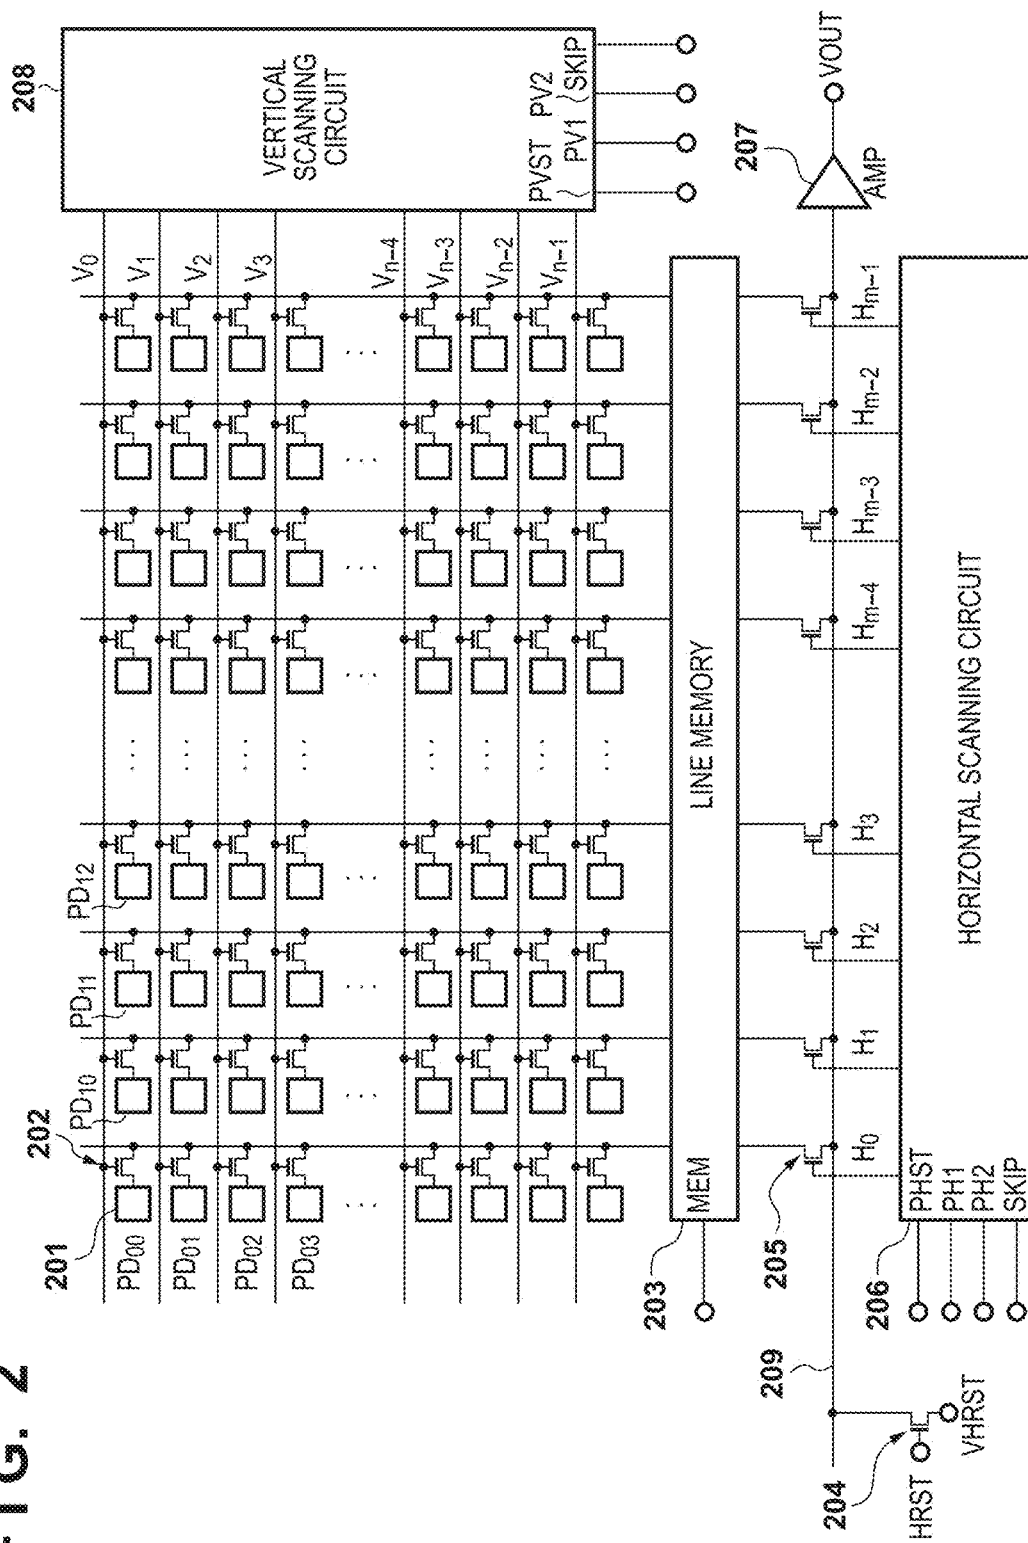 FIG. 2
201
202
PD10
PD11
PD12
V0
V1
V2
V3
Vn-4
Vn-3
Vn-2
Vn-1
208
VERTICAL
SCANNING
CIRCUIT
PVST
PV1
PV2
SKIP
PD00
PD01
PD02
PD03
203
MEM
LINE MEMORY
207
AMP
VOUT
205
209
204
HRST
VHRST
H0
H1
H2
H3
Hm-4
Hm-3
Hm-2
Hm-1
206
PHST
PH1
PH2
SKIP
HORIZONTAL SCANNING CIRCUIT